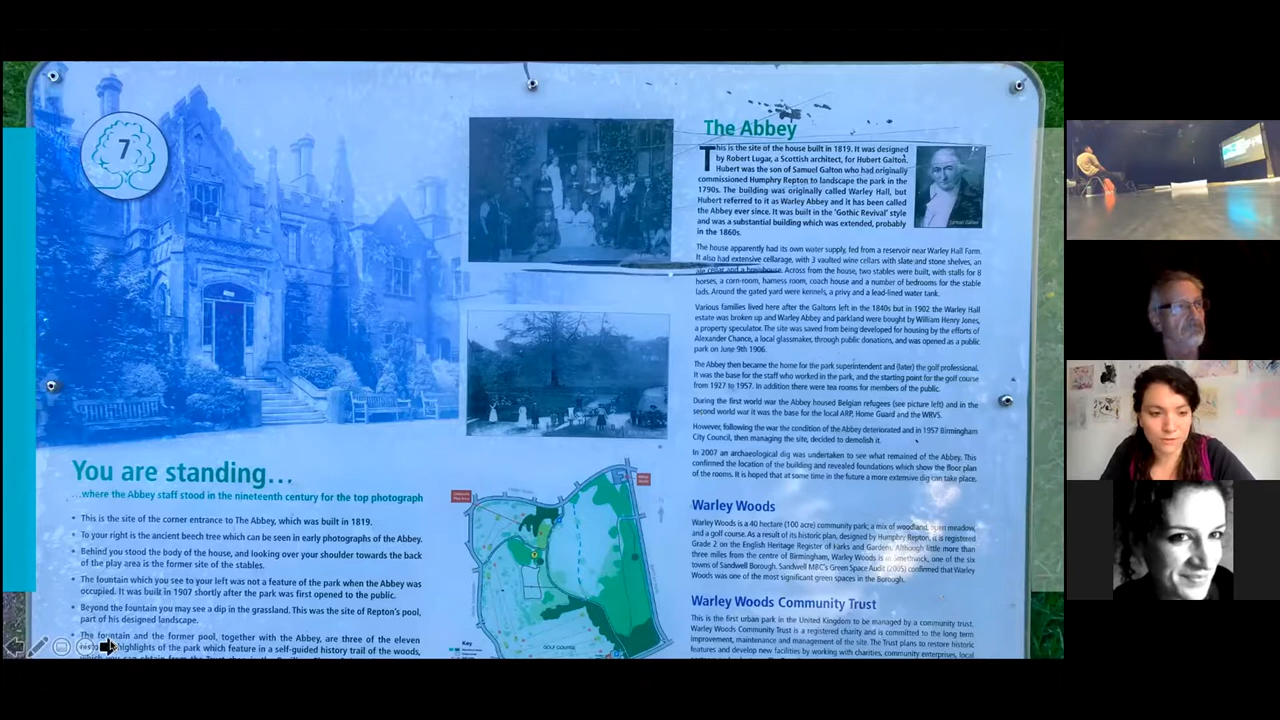 7
The Abbey
This is the site of the house built in 1819. It was designed
by Robert Lugar, a Scottish architect, for Hubert Galton.
Hubert was the son of Samuel Galton who had originally
commissioned Humphry Repton to landscape the park in the
1790s. The building was originally called Warley Hall, but
Hubert referred to it as Warley Abbey and it has been called
the Abbey ever since. It was built in the 'Gothic Revival' style
and was a substantial building which was extended, probably
in the 1860s.
Samuel Galton
The house apparently had its own water supply, fed from a reservoir near Warley Hall Farm.
It also had extensive cellarage, with 3 vaulted wine cellars with slate and stone shelves, an
ale cellar and a brewhouse. Across from the house, two stables were built, with stalls for 8
horses, a corn-room, harness room, coach house and a number of bedrooms for the stable
lads. Around the gated yard were kennels, a privy and a lead-lined water tank.
Various families lived here after the Galtons left in the 1840s but in 1902 the Warley Hall
estate was broken up and Warley Abbey and parkland were bought by William Henry Jones,
a property speculator. The site was saved from being developed for housing by the efforts of
Alexander Chance, a local glassmaker, through public donations, and was opened as a public
park on June 9th 1906.
The Abbey then became the home for the park superintendent and (later) the golf professional.
It was the base for the staff who worked in the park, and the starting point for the golf course
from 1927 to 1957. In addition there were tea rooms for members of the public.
During the first world war the Abbey housed Belgian refugees (see picture left) and in the
second world war it was the base for the local ARP, Home Guard and the WRVS.
However, following the war the condition of the Abbey deteriorated and in 1957 Birmingham
City Council, then managing the site, decided to demolish it.
In 2007 an archaeological dig was undertaken to see what remained of the Abbey. This
confirmed the location of the building and revealed foundations which show the floor plan
of the rooms. It is hoped that at some time in the future a more extensive dig can take place.
You are standing...
...where the Abbey staff stood in the nineteenth century for the top photograph
• This is the site of the corner entrance to The Abbey, which was built in 1819.
• To your right is the ancient beech tree which can be seen in early photographs of the Abbey.
• Behind you stood the body of the house, and looking over your shoulder towards the back
of the play area is the former site of the stables.
• The fountain which you see to your left was not a feature of the park when the Abbey was
occupied. It was built in 1907 shortly after the park was first opened to the public.
• Beyond the fountain you may see a dip in the grassland. This was the site of Repton's pool,
part of his designed landscape.
• The fountain and the former pool, together with the Abbey, are three of the eleven
highlights of the park which feature in a self-guided history trail of the woods,
Key
GOLF COURSE
Warley Woods
Warley Woods is a 40 hectare (100 acre) community park; a mix of woodland, open meadow,
and a golf course. As a result of its historic plan, designed by Humphry Repton, it is registered
Grade 2 on the English Heritage Register of Parks and Gardens. Although little more than
three miles from the centre of Birmingham, Warley Woods is in Smethwick, one of the six
towns of Sandwell Borough. Sandwell MBC's Green Space Audit (2005) confirmed that Warley
Woods was one of the most significant green spaces in the Borough.
Warley Woods Community Trust
This is the first urban park in the United Kingdom to be managed by a community trust.
Warley Woods Community Trust is a registered charity and is committed to the long term
improvement, maintenance and management of the site. The Trust plans to restore historic
features and develop new facilities by working with charities, community enterprises, local